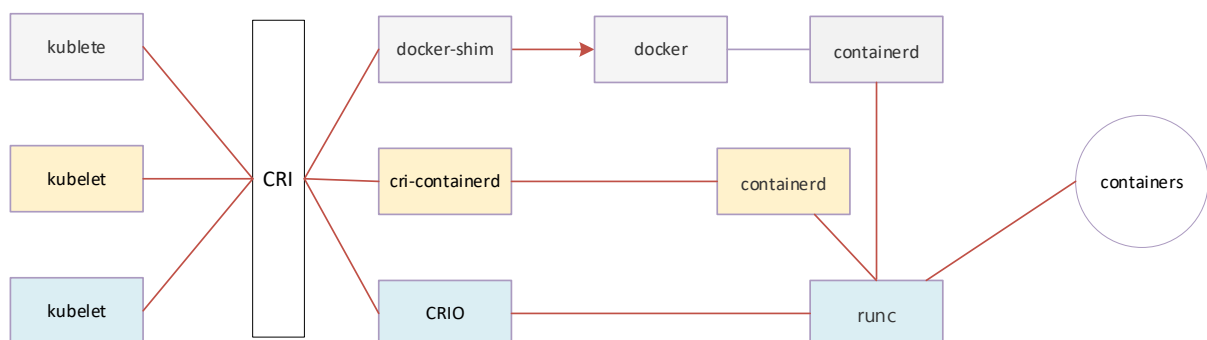 kublete
docker-shim
docker
containerd
kubelet
CRI
cri-containerd
containerd
containers
kubelet
CRIO
runc